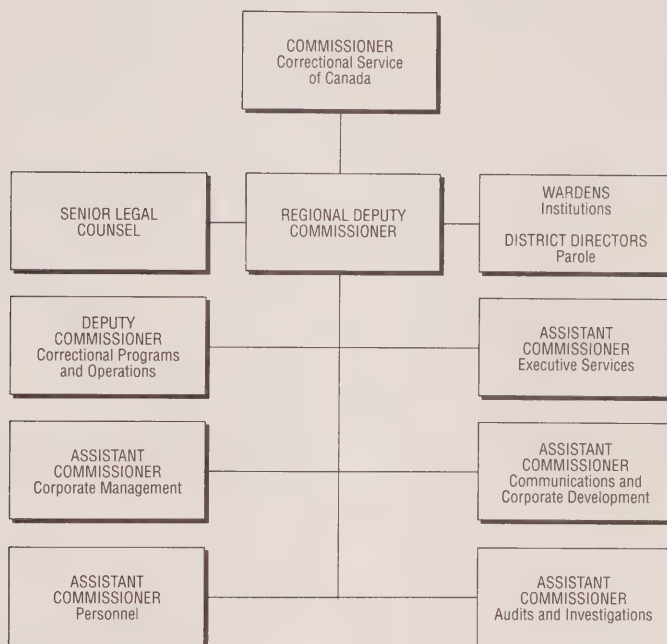 COMMISSIONER
Correctional Service
of Canada
SENIOR LEGAL
COUNSEL
REGIONAL DEPUTY
COMMISSIONER
WARDENS
Institutions
DISTRICT DIRECTORS
Parole
DEPUTY
COMMISSIONER
Correctional Programs
and Operations
ASSISTANT
COMMISSIONER
Executive Services
ASSISTANT
COMMISSIONER
Corporate Management
ASSISTANT
COMMISSIONER
Communications and
Corporate Development
ASSISTANT
COMMISSIONER
Personnel
ASSISTANT
COMMISSIONER
Audits and Investigations